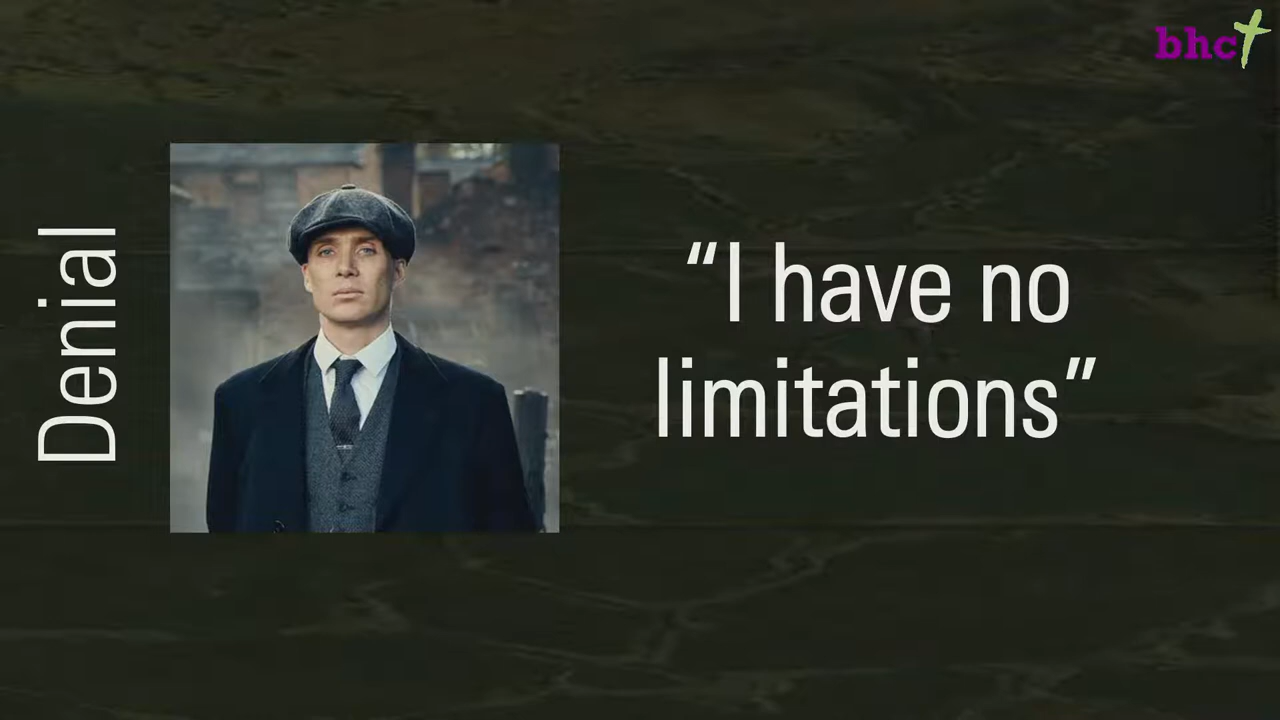 bhc
Denial
“I have no
limitations”